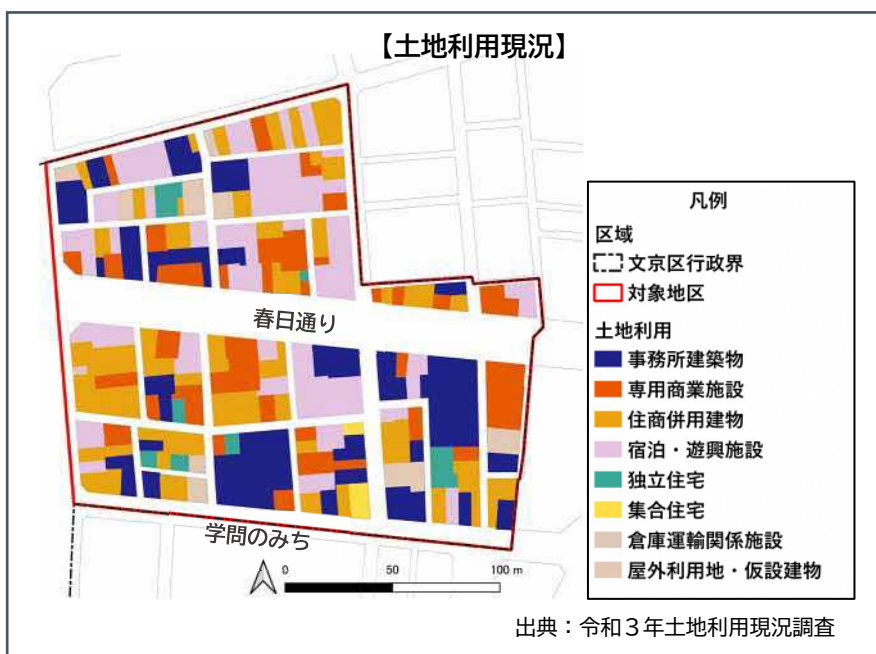 【土地利用現況】
春日通り
学問のみち
0 50 100 m
凡例
区域
文京区行政界
対象地区
土地利用
事務所建築物
専用商業施設
住商併用建物
宿泊・遊興施設
独立住宅
集合住宅
倉庫運輸関係施設
屋外利用地・仮設建物
出典：令和３年土地利用現況調査